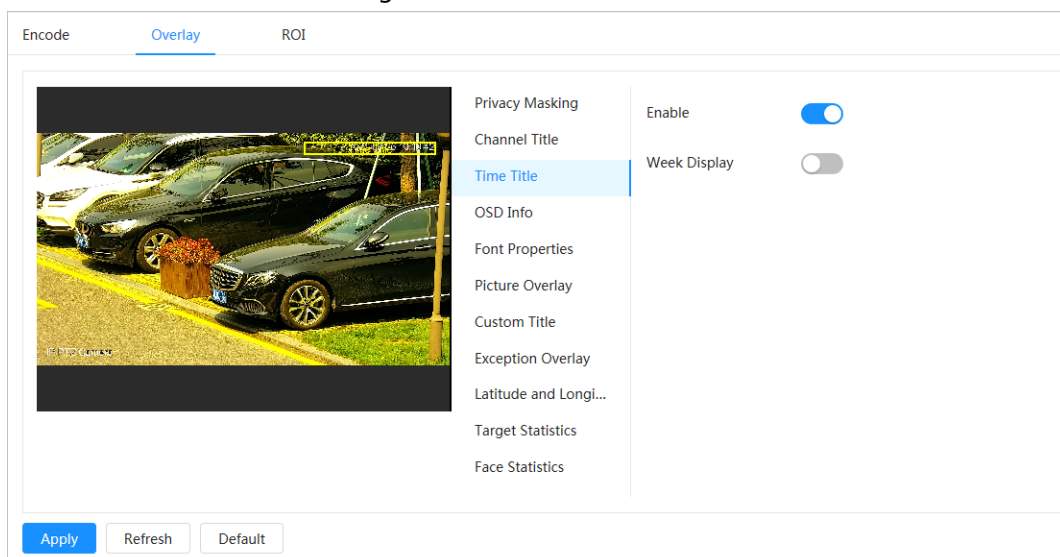 Encode Overlay ROI
Privacy Masking
Channel Title
Time Title
OSD Info
Font Properties
Picture Overlay
Custom Title
Exception Overlay
Latitude and Longi...
Target Statistics
Face Statistics
Enable
Week Display
Camera
Apply Refresh Default